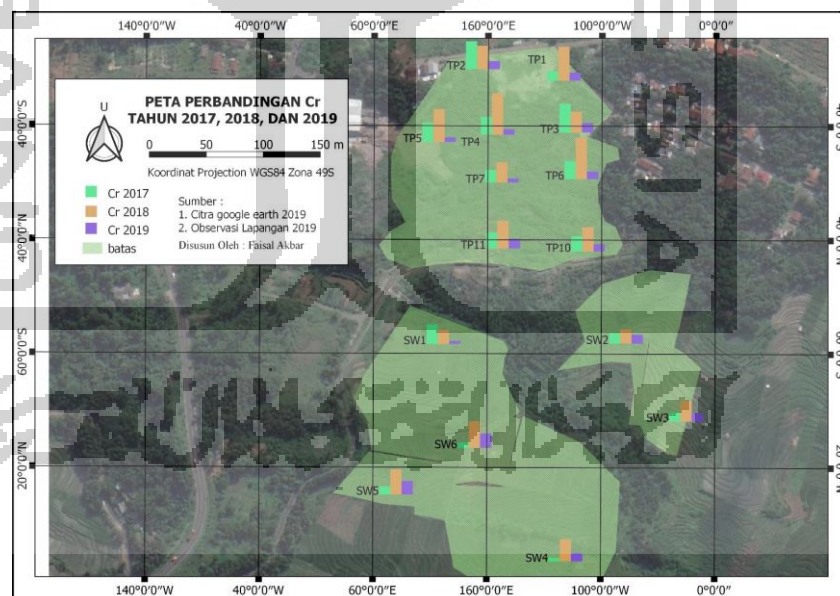 140°0'0"W 40°0'0"W 60°0'0"E 160°0'0"E 100°0'0"W 0°0'0"
PETA PERBANDINGAN Cr
TAHUN 2017, 2018, DAN 2019
U
0 50 100 150 m
Koordinat Projection WGS84 Zona 49S
Cr 2017
Cr 2018
Cr 2019
batas
Sumber :
1. Citra google earth 2019
2. Observasi Lapangan 2019
Disusun Oleh : Faisal Akbar
40°0'0"S
40°0'0"N
60°0'0"S
20°0'0"N
TP2
TP1
TP5
TP4
TP3
TP7
TP6
TP11
TP10
SW1
SW2
SW3
SW6
SW5
SW4
140°0'0"W 40°0'0"W 60°0'0"E 160°0'0"E 100°0'0"W 0°0'0"